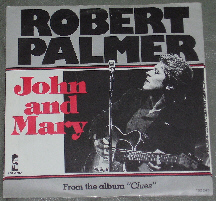 ROBERT
PALMER
John
and
Mary
From the album "Clues"